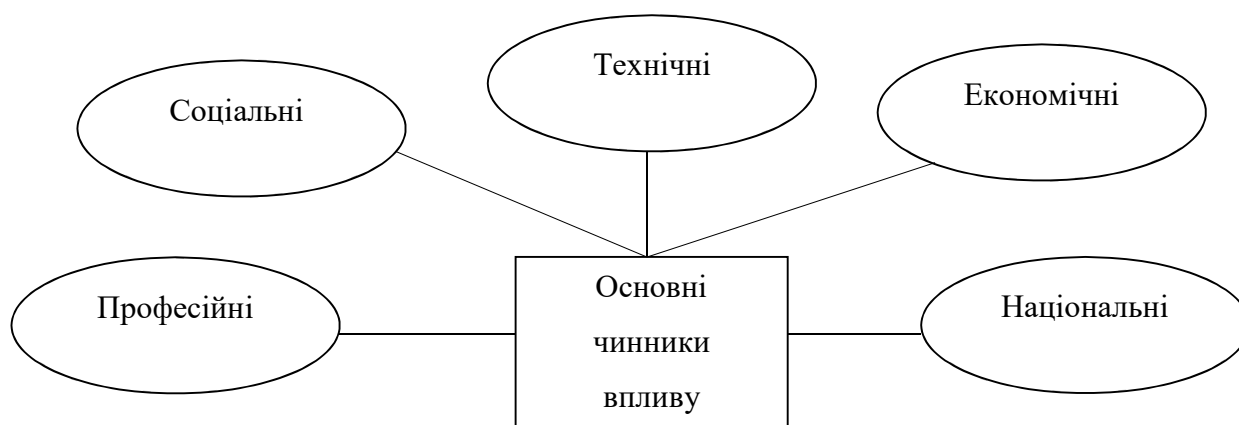 Технічні
Економічні
Соціальні
Основні
чинники
впливу
Професійні
Національні